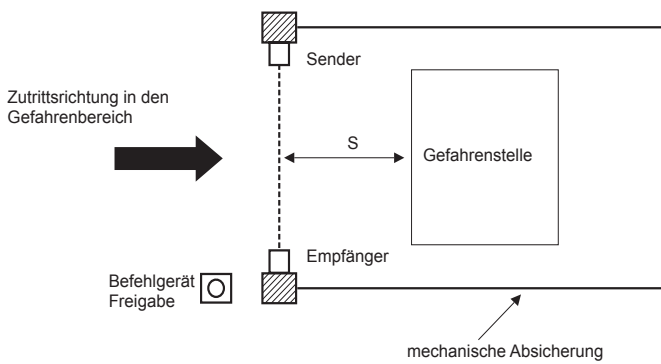 Sender
Zutrittsrichtung in den
Gefahrenbereich
S
Gefahrenstelle
Empfänger
Befehlgerät
Freigabe
mechanische Absicherung